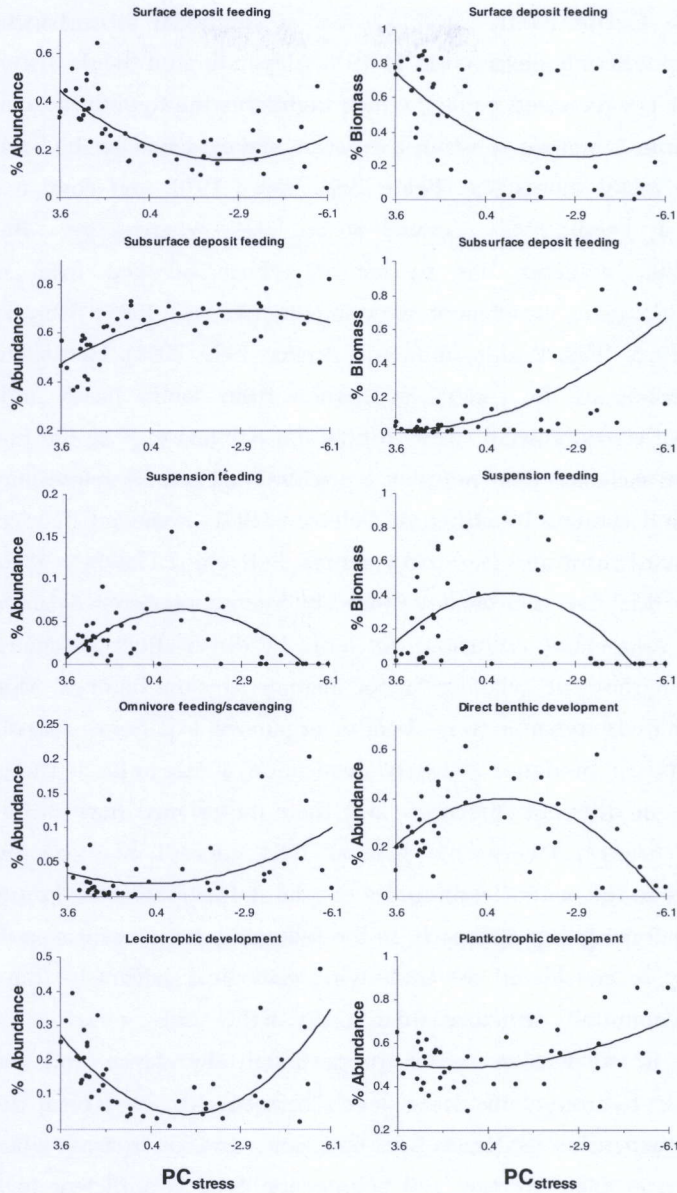 Surface deposit feeding
% Abundance
0.6
0.4
0.2
0
3.6 0.4 -2.9 -6.1
Surface deposit feeding
% Biomass
1
0.8
0.6
0.4
0.2
0
3.6 0.4 -2.9 -6.1
Subsurface deposit feeding
% Abundance
0.8
0.6
0.4
0.2
3.6 0.4 -2.9 -6.1
Subsurface deposit feeding
% Biomass
1
0.8
0.6
0.4
0.2
0
3.6 0.4 -2.9 -6.1
Suspension feeding
% Abundance
0.2
0.15
0.1
0.05
0
3.6 0.4 -2.9 -6.1
Suspension feeding
% Biomass
1
0.8
0.6
0.4
0.2
0
3.6 0.4 -2.9 -6.1
Omnivore feeding/scavenging
% Abundance
0.25
0.2
0.15
0.1
0.05
0
3.6 0.4 -2.9 -6.1
Direct benthic development
% Abundance
0.6
0.4
0.2
0
3.6 0.4 -2.9 -6.1
Lecitotrophic development
% Abundance
0.5
0.4
0.3
0.2
0.1
0
3.6 0.4 -2.9 -6.1
Planktotrophic development
% Abundance
1
0.8
0.6
0.4
0.2
3.6 0.4 -2.9 -6.1
PCstress
PCstress